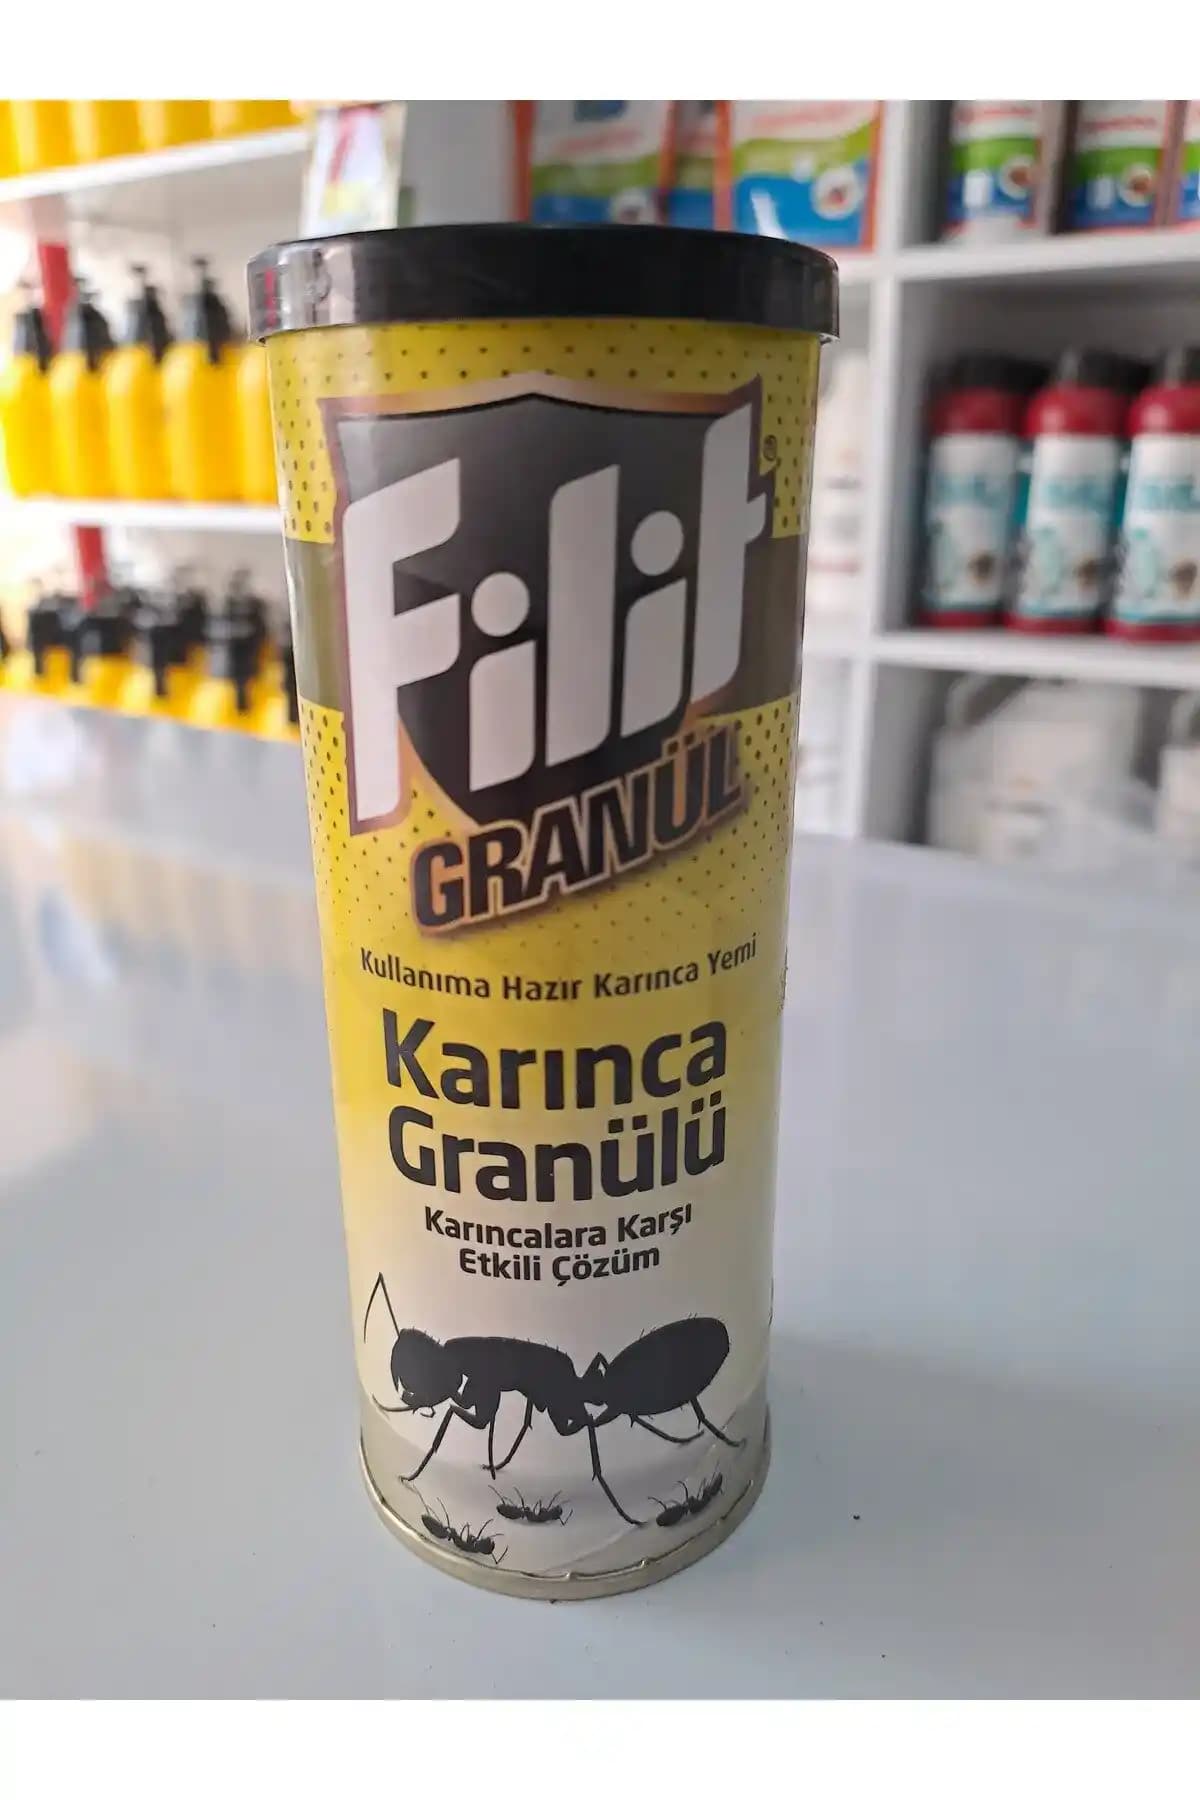 Filit®
GRANÜL
Kullanıma Hazır Karınca Yemi
Karınca
Granülü
Karıncalara Karşı
Etkili Çözüm